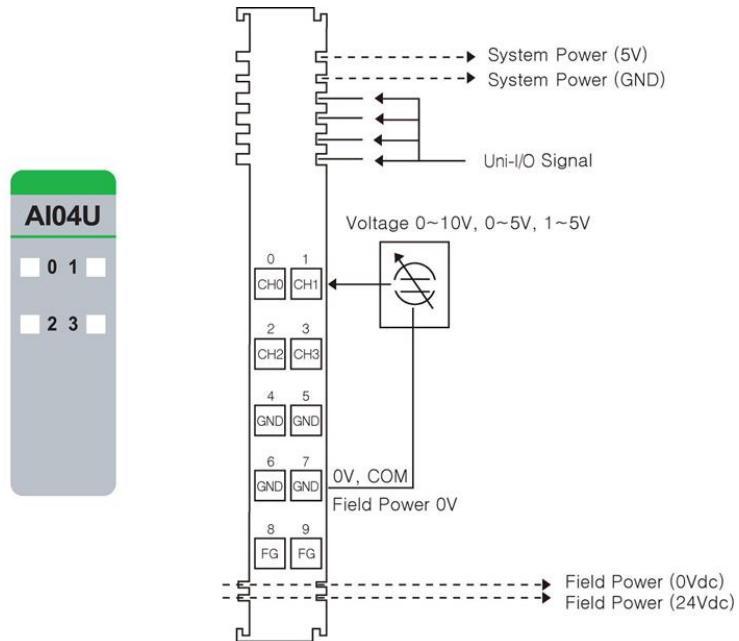 System Power (5V)
System Power (GND)
Uni-I/O Signal
AI04U
0 1
2 3
Voltage 0~10V, 0~5V, 1~5V
0 1
CH0 CH1
2 3
CH2 CH3
4 5
GND GND
6 7
GND GND
0V, COM
Field Power 0V
8 9
FG FG
Field Power (0Vdc)
Field Power (24Vdc)